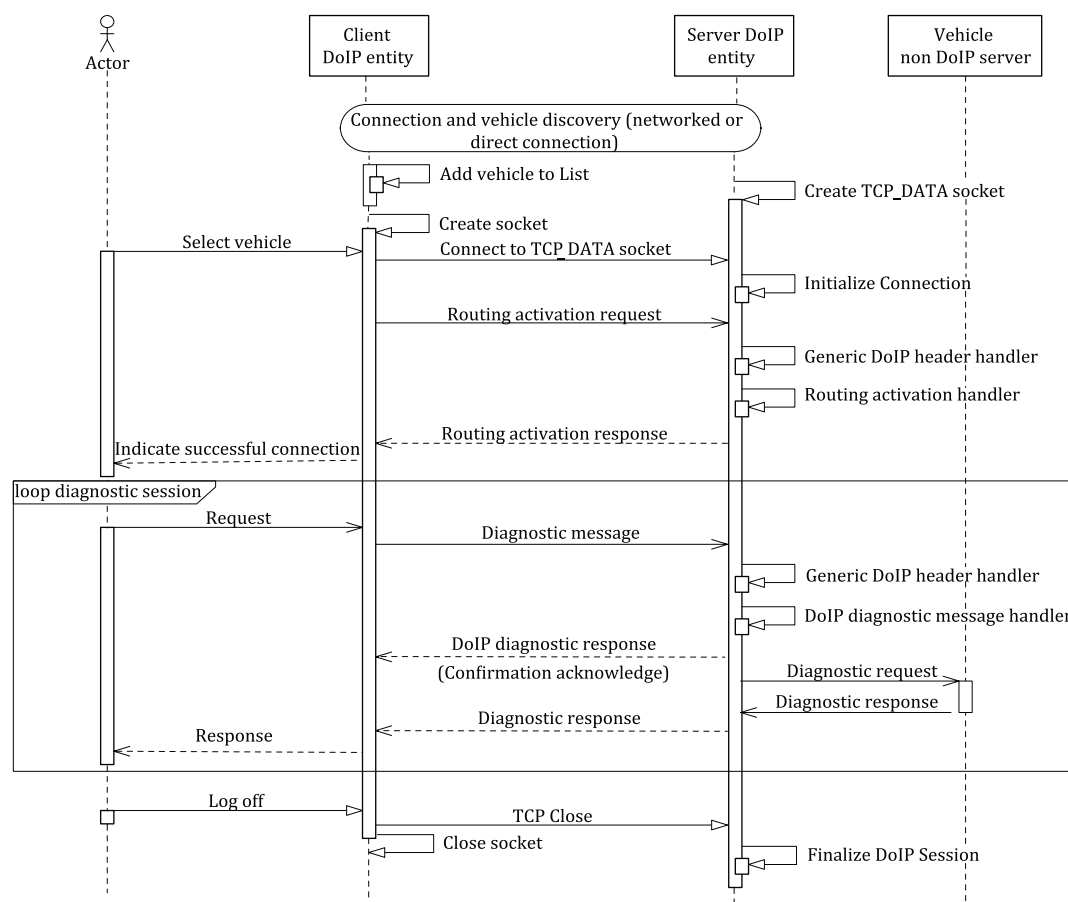 Actor
Client
DoIP entity
Server DoIP
entity
Vehicle
non DoIP server
Connection and vehicle discovery (networked or
direct connection)
Add vehicle to List
Create TCP_DATA socket
Create socket
Select vehicle
Connect to TCP_DATA socket
Initialize Connection
Routing activation request
Generic DoIP header handler
Routing activation handler
Routing activation response
Indicate successful connection
loop diagnostic session
Request
Diagnostic message
Generic DoIP header handler
DoIP diagnostic message handler
DoIP diagnostic response
(Confirmation acknowledge)
Diagnostic request
Diagnostic response
Diagnostic response
Response
Log off
TCP Close
Close socket
Finalize DoIP Session